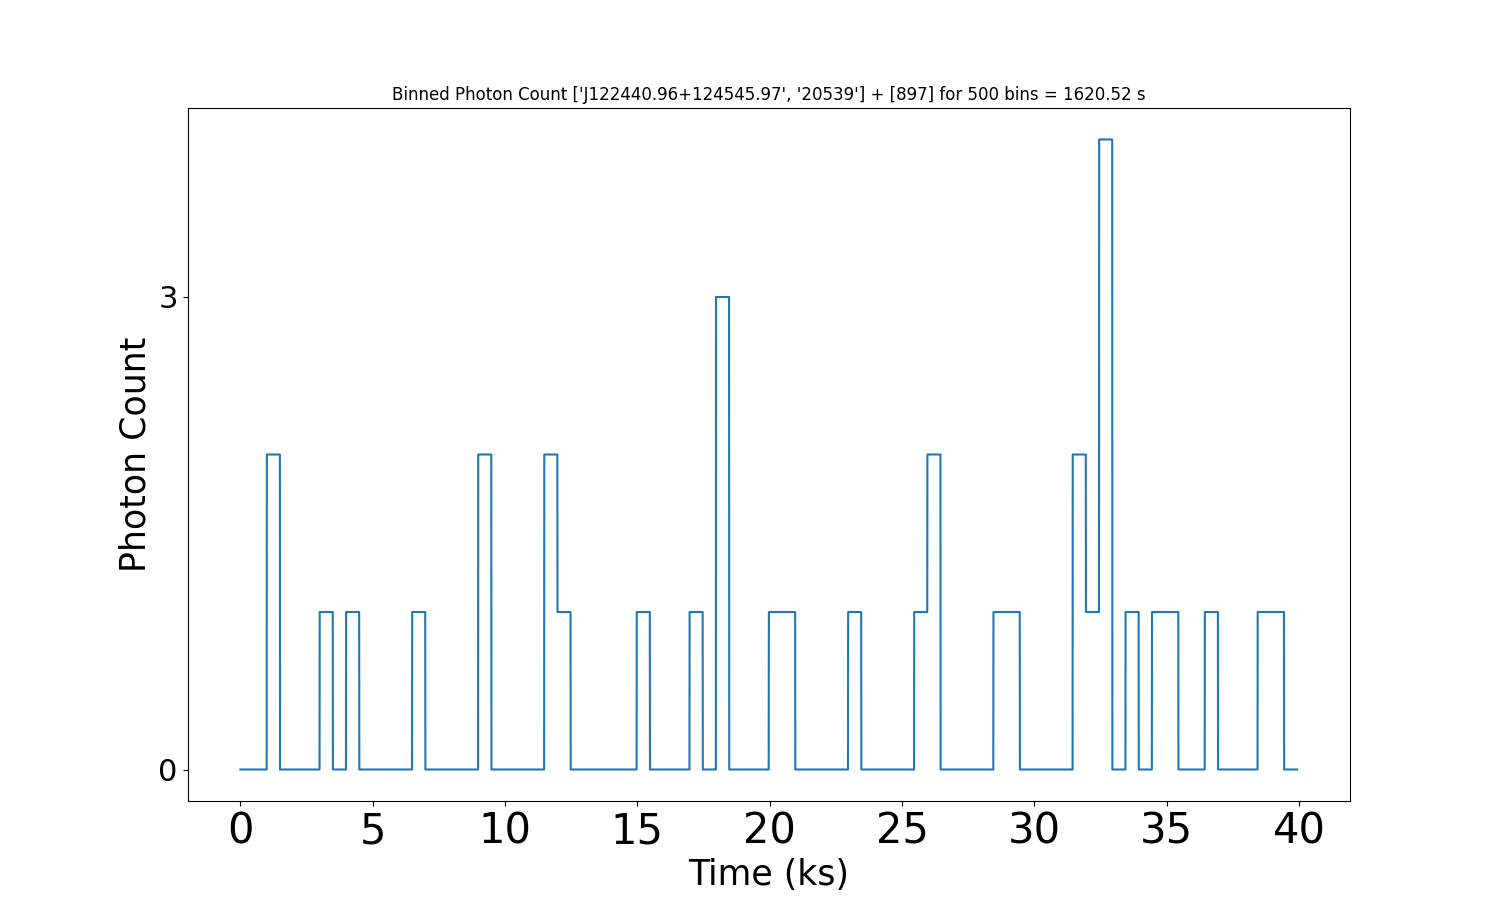 Binned Photon Count ['J122440.96+124545.97', '20539'] + [897] for 500 bins = 1620.52 s
3
0
Photon Count
0 5 10 15 20 25 30 35 40
Time (ks)